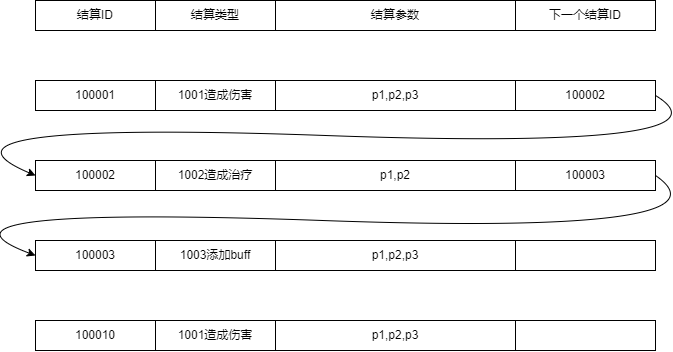 结算ID 结算类型 结算参数 下一个结算ID
100001 1001造成伤害 p1,p2,p3 100002
100002 1002造成治疗 p1,p2 100003
100003 1003添加buff p1,p2,p3
100010 1001造成伤害 p1,p2,p3